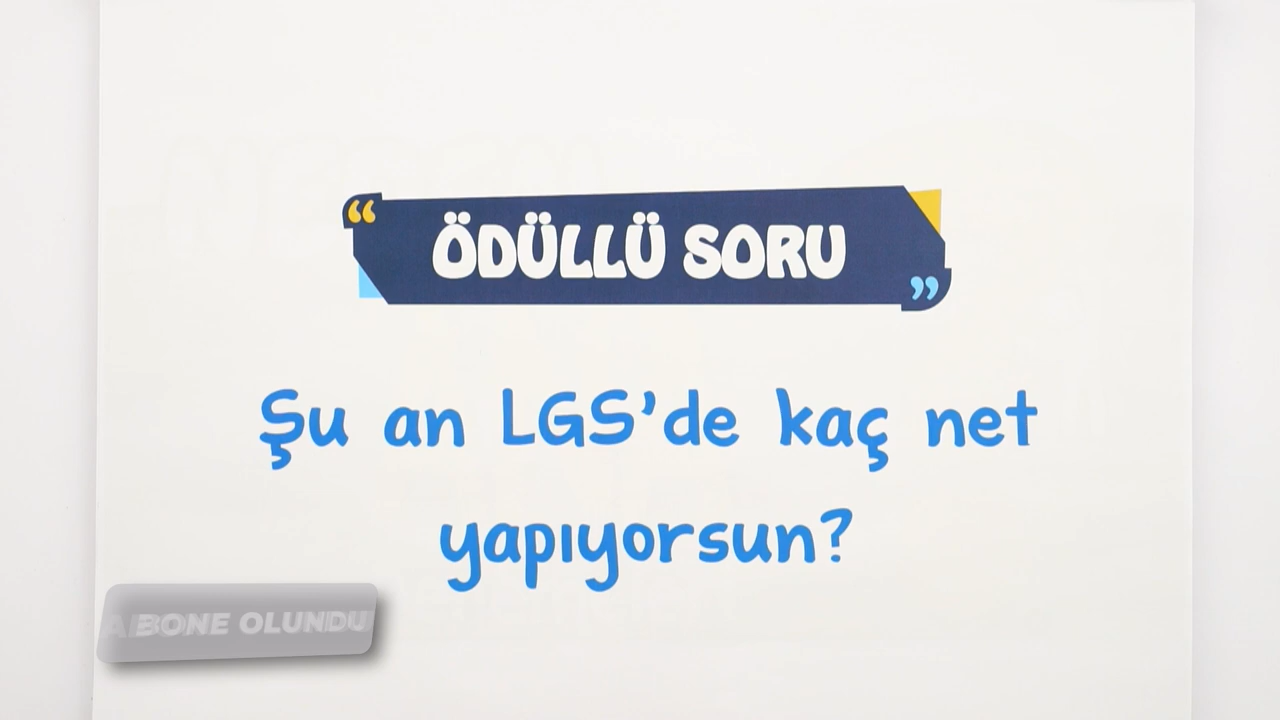 “ ÖDÜLLÜ SORU ”
Şu an LGS’de kaç net
yapıyorsun?
ABONE OLUNDU